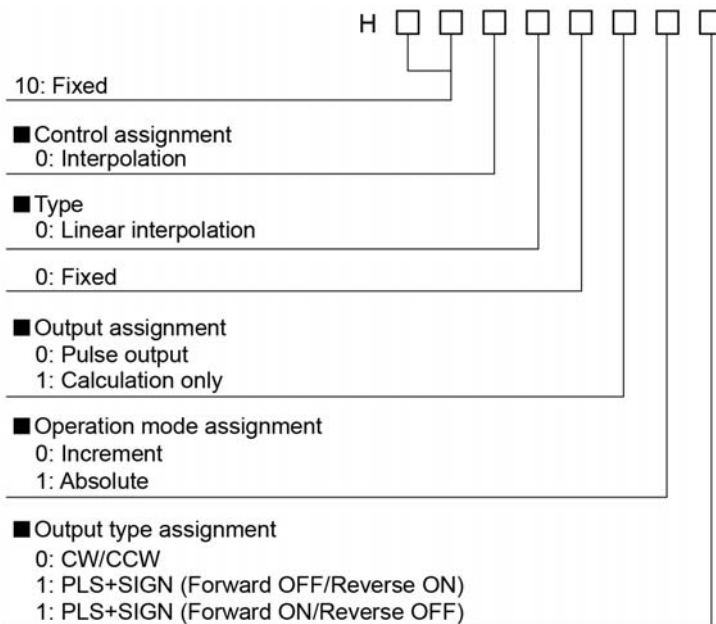 H □ □ □ □ □ □ □ □
10: Fixed
■ Control assignment
0: Interpolation
■ Type
0: Linear interpolation
0: Fixed
■ Output assignment
0: Pulse output
1: Calculation only
■ Operation mode assignment
0: Increment
1: Absolute
■ Output type assignment
0: CW/CCW
1: PLS+SIGN (Forward OFF/Reverse ON)
1: PLS+SIGN (Forward ON/Reverse OFF)